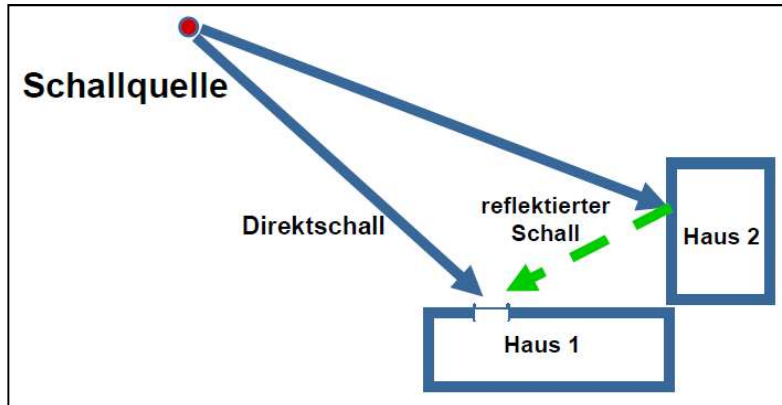 Schallquelle
Direktschall
reflektierter
Schall
Haus 2
Haus 1